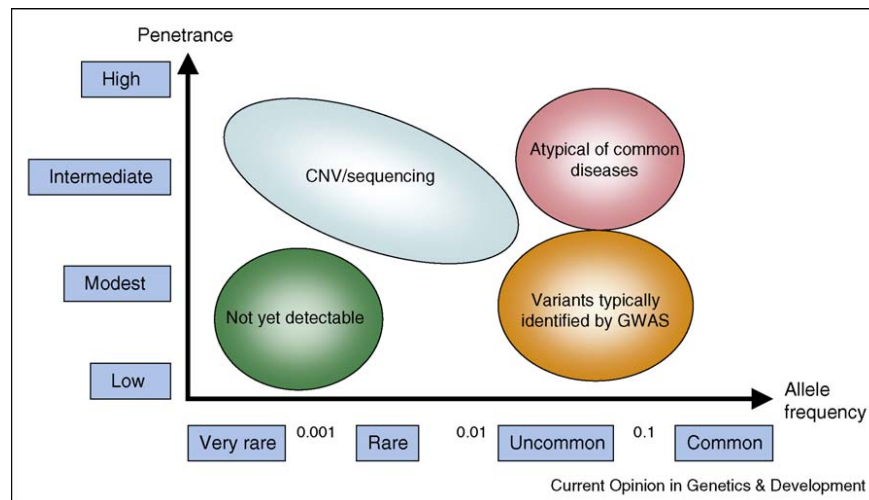 Penetrance
High
Intermediate
Modest
Low
CNV/sequencing
Atypical of common
diseases
Not yet detectable
Variants typically
identified by GWAS
Allele
frequency
Very rare
0.001
Rare
0.01
Uncommon
0.1
Common
Current Opinion in Genetics & Development